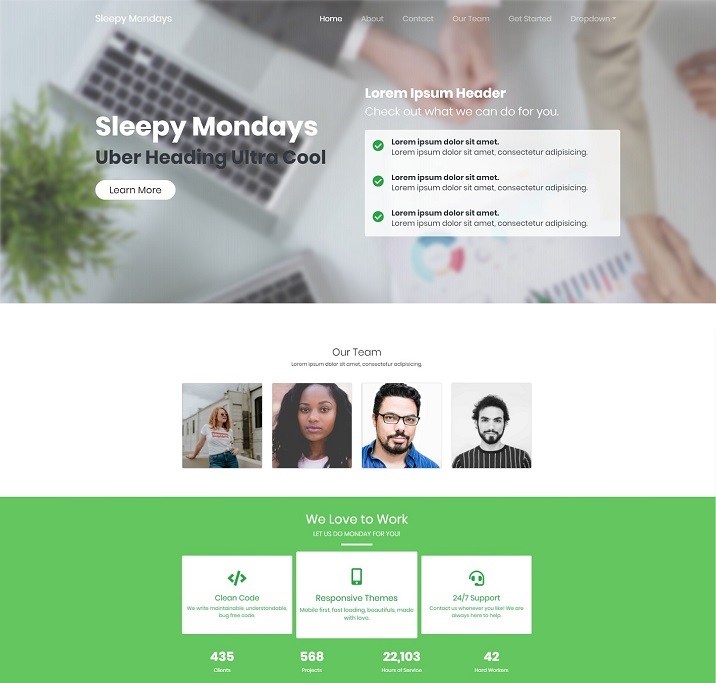 Sleepy Mondays
Home About Contact Our Team Get Started Dropdown
Sleepy Mondays
Uber Heading Ultra Cool
Learn More
Lorem Ipsum Header
Check out what we can do for you.
Lorem ipsum dolor sit amet.
Lorem ipsum dolor sit amet, consectetur adipisicing.
Lorem ipsum dolor sit amet.
Lorem ipsum dolor sit amet, consectetur adipisicing.
Lorem ipsum dolor sit amet.
Lorem ipsum dolor sit amet, consectetur adipisicing.
Our Team
Lorem ipsum dolor sit amet, consectetur adipisicing.
We Love to Work
LET US DO MONDAY FOR YOU!
Clean Code
We write maintainable, understandable,
bug free code.
Responsive Themes
Mobile first, fast loading, beautifuls, made
with love.
24/7 Support
Contact us whenever you like! We are
always here to help.
435
Clients
568
Projects
22,103
Hours of Service
42
Hard Workers